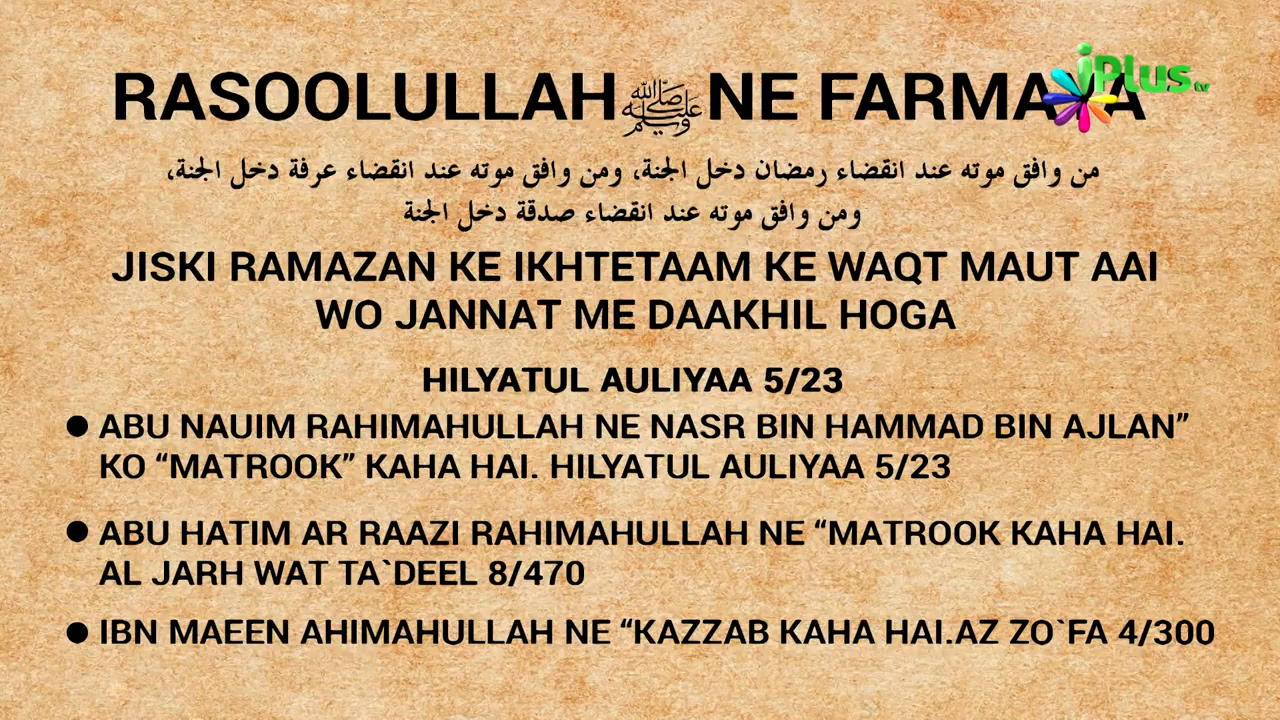 RASOOLULLAH ﷺ NE FARMAYA
iPlus tv
من وافق موته عند انقضاء رمضان دخل الجنة، ومن وافق موته عند انقضاء عرفة دخل الجنة،
ومن وافق موته عند انقضاء صدقة دخل الجنة
JISKI RAMAZAN KE IKHTETAAM KE WAQT MAUT AAI
WO JANNAT ME DAAKHIL HOGA
HILYATUL AULIYAA 5/23
● ABU NAUIM RAHIMAHULLAH NE NASR BIN HAMMAD BIN AJLAN”
KO “MATROOK” KAHA HAI. HILYATUL AULIYAA 5/23
● ABU HATIM AR RAAZI RAHIMAHULLAH NE “MATROOK KAHA HAI.
AL JARH WAT TA`DEEL 8/470
● IBN MAEEN AHIMAHULLAH NE “KAZZAB KAHA HAI.AZ ZO`FA 4/300